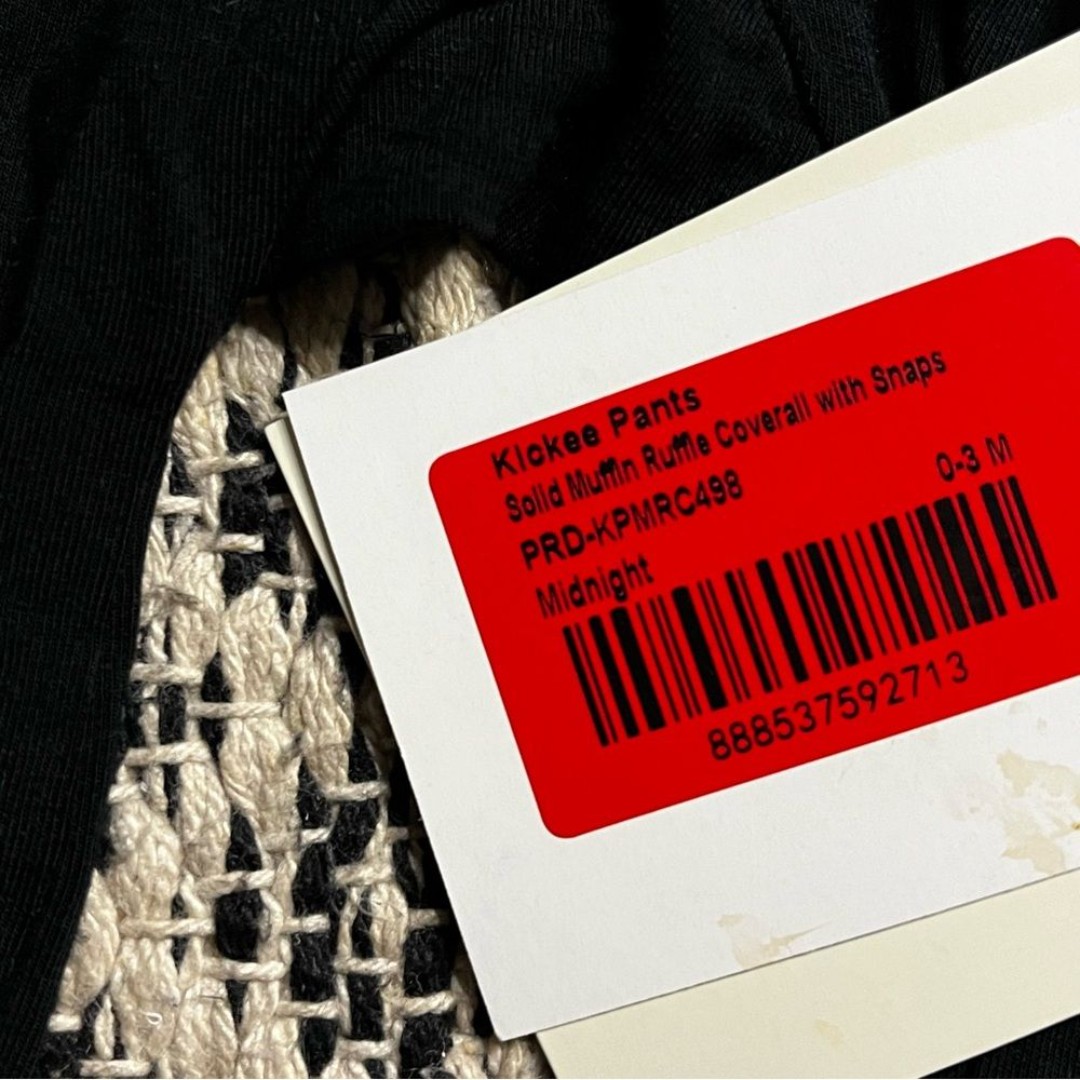 Kickee Pants
Solid Muffin Ruffle Coverall with Snaps
PRD-KPMRC498
0-3 M
Midnight
888537592713